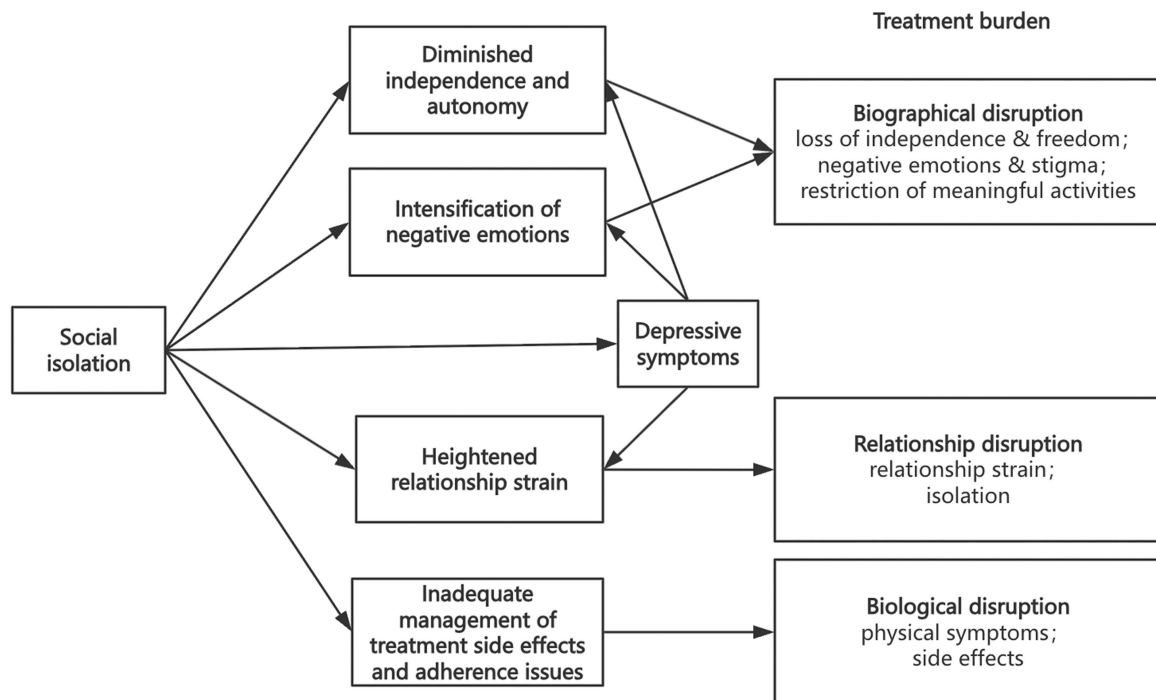 Treatment burden
Diminished
independence and
autonomy
Biographical disruption
loss of independence & freedom;
negative emotions & stigma;
restriction of meaningful activities
Intensification of
negative emotions
Social
isolation
Depressive
symptoms
Heightened
relationship strain
Relationship disruption
relationship strain;
isolation
Inadequate
management of
treatment side effects
and adherence issues
Biological disruption
physical symptoms;
side effects